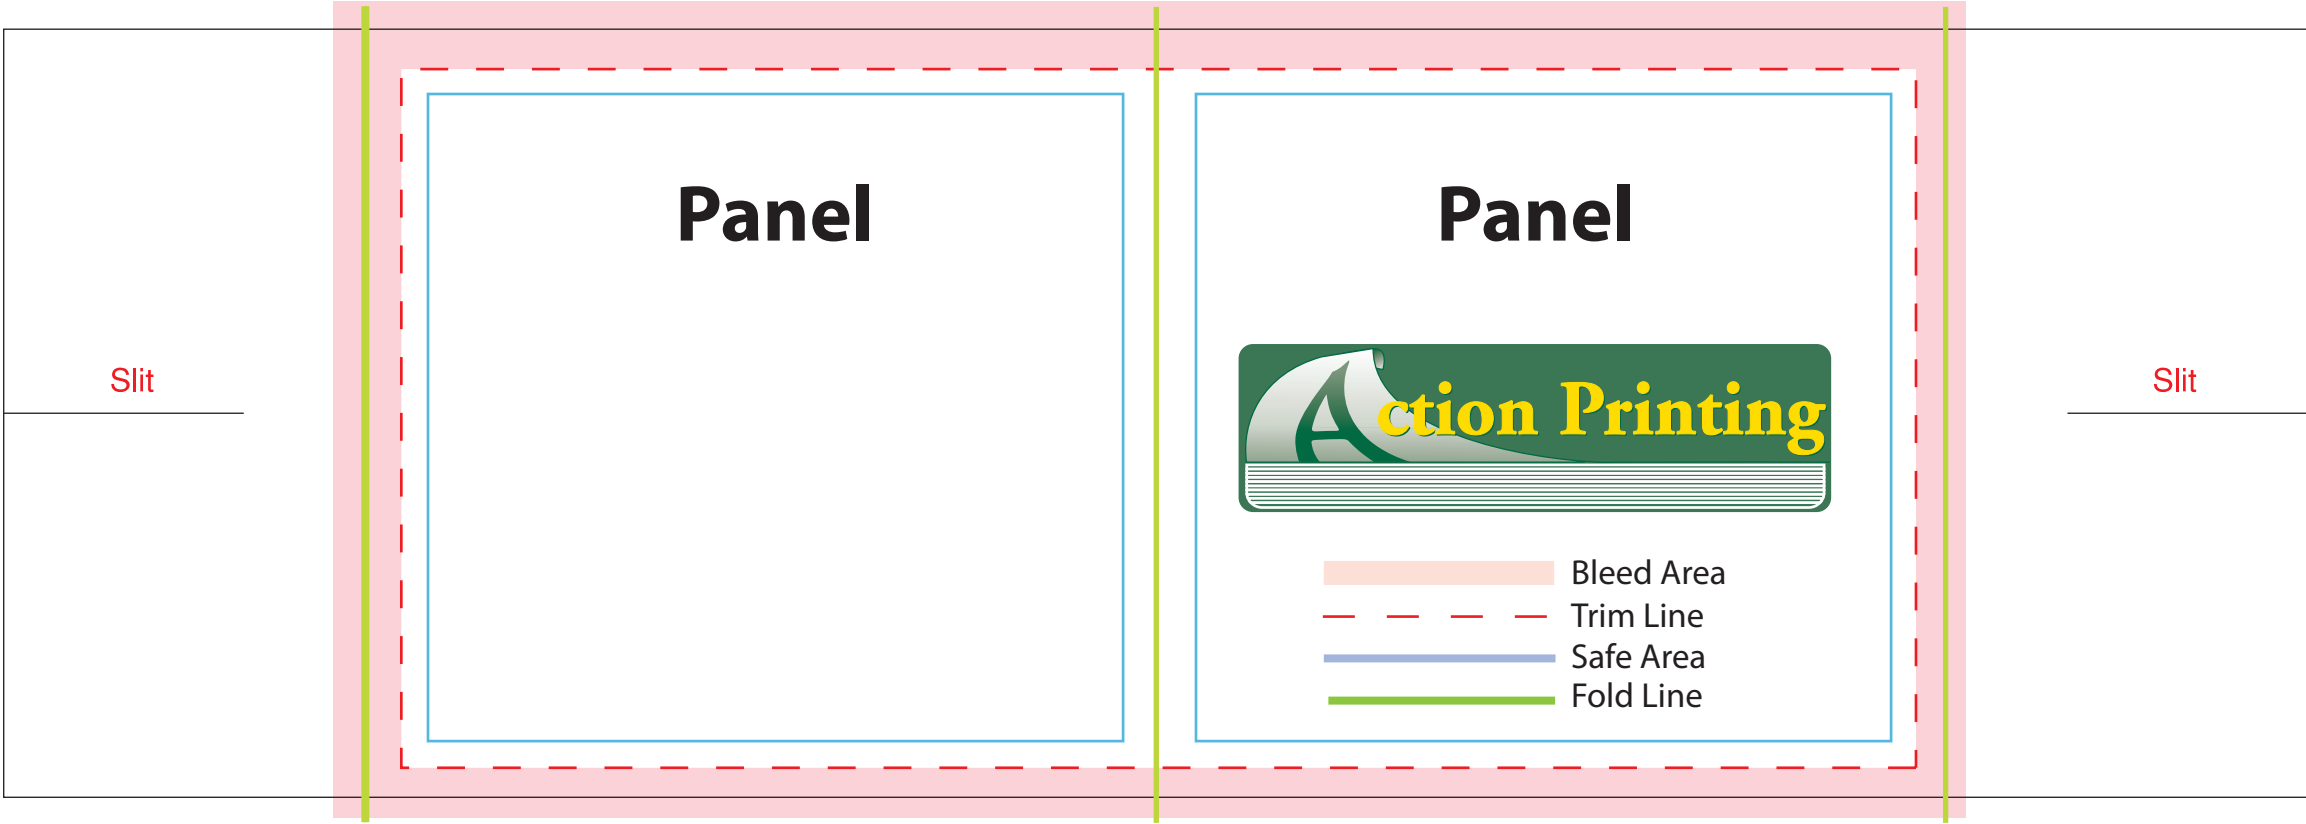 Panel
Panel
Slit
Slit
Action Printing
Bleed Area
Trim Line
Safe Area
Fold Line